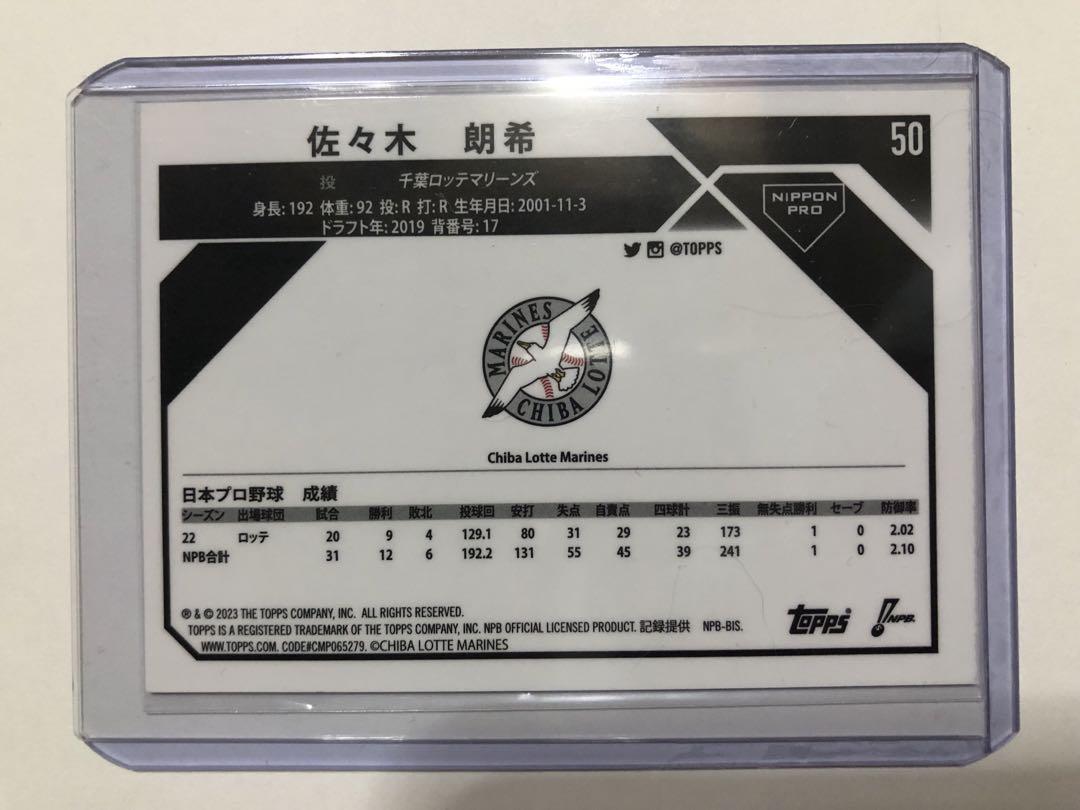 佐々木 朗希
50
投 千葉ロッテマリーンズ
身長: 192 体重: 92 投: R 打: R 生年月日: 2001-11-3
ドラフト年: 2019 背番号: 17
NIPPON
PRO
@TOPPS
MARINES
CHIBA LOTTE
Chiba Lotte Marines
日本プロ野球 成績
シーズン 出場球団 試合 勝利 敗北 投球回 安打 失点 自責点 四球計 三振 無失点勝利 セーブ 防御率
22 ロッテ 20 9 4 129.1 80 31 29 23 173 1 0 2.02
NPB合計 31 12 6 192.2 131 55 45 39 241 1 0 2.10
® & © 2023 THE TOPPS COMPANY, INC. ALL RIGHTS RESERVED.
TOPPS IS A REGISTERED TRADEMARK OF THE TOPPS COMPANY, INC. NPB OFFICIAL LICENSED PRODUCT. 記録提供 NPB-BIS.
WWW.TOPPS.COM. CODE#CMP065279. ©CHIBA LOTTE MARINES
topps
NPB.